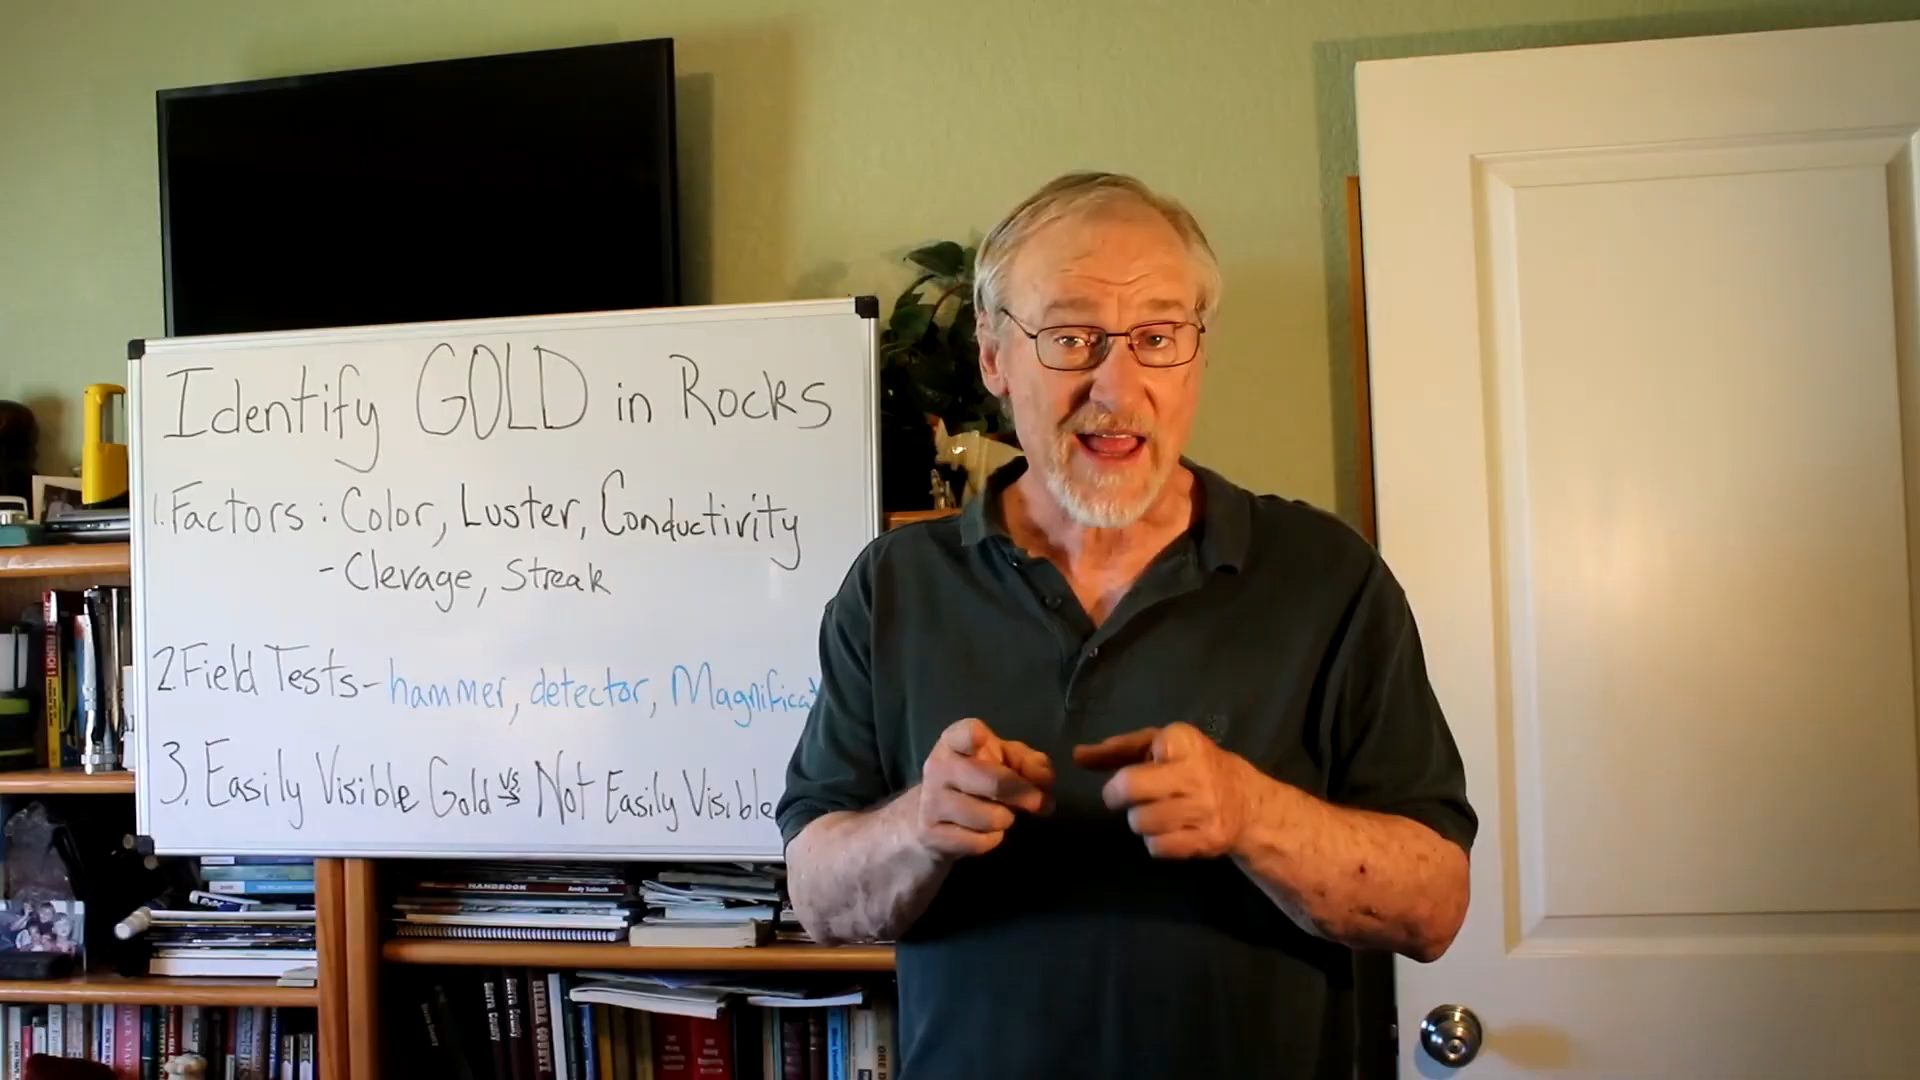 Identify GOLD in Rocks
1. Factors: Color, Luster, Conductivity
- Clevage, Streak
2. Field Tests - hammer, detector, Magnificat
3. Easily Visible Gold vs. Not Easily Visible
HANDBOOK